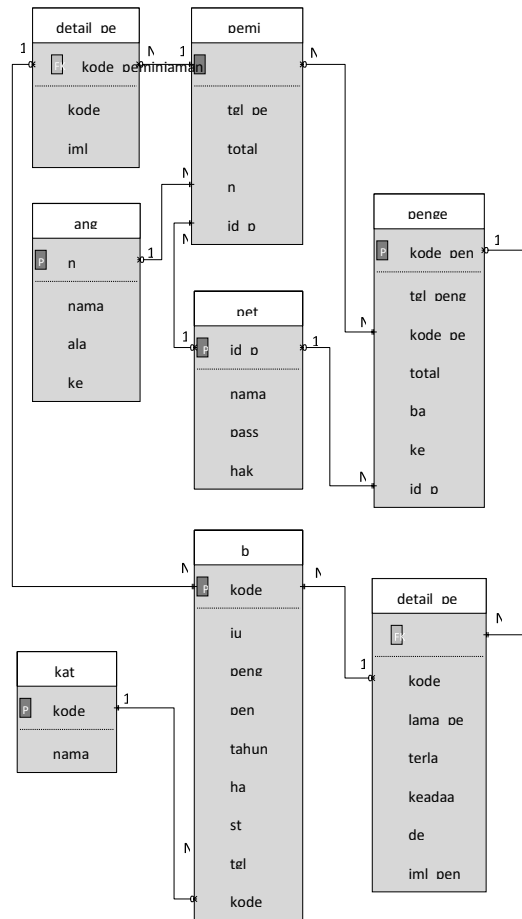 detail_pe
1
FK
kode_peminjaman
kode
jml
N
1
pemi
tgl_pe
total
n
id_p
N
N
ang
P
n
1
nama
ala
ke
pet
1
P
id_p
1
nama
pass
hak
penge
P
kode_pen
1
tgl_peng
kode_pe
N
total
ba
ke
id_p
N
b
N
P
kode
N
ju
peng
pen
tahun
ha
st
tgl
kode
N
kat
P
kode
1
nama
detail_pe
FK
N
kode
1
lama_pe
terla
keadaa
de
jml_pen